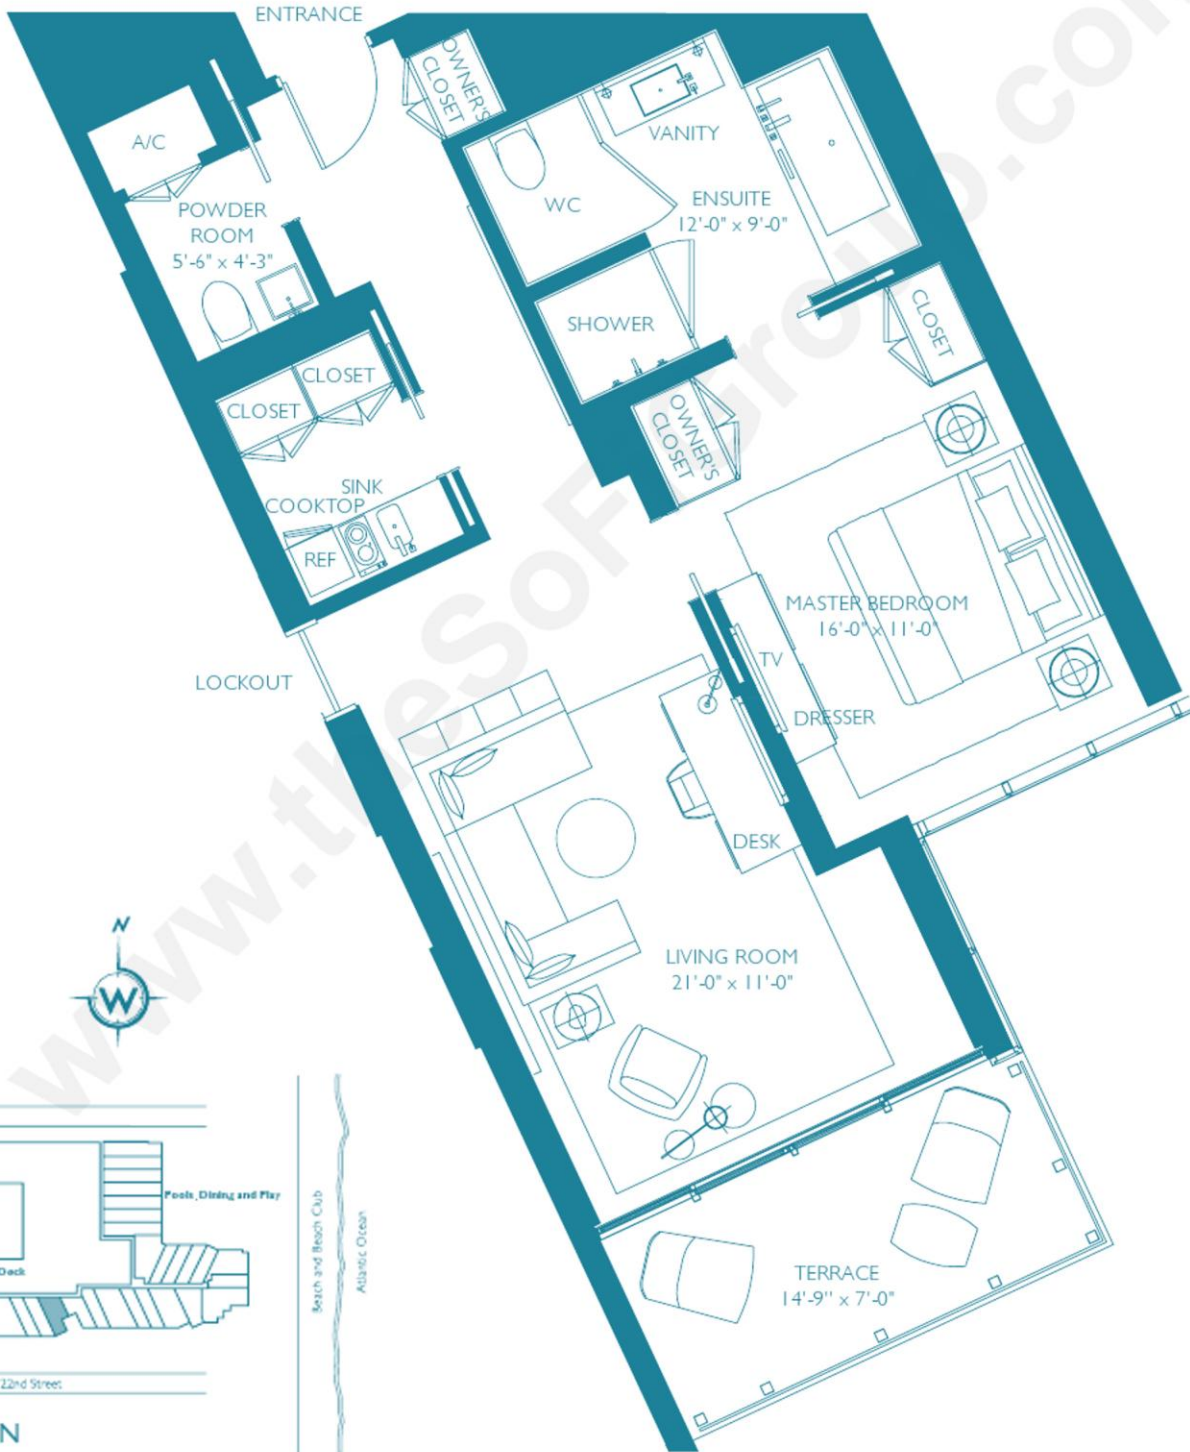 ENTRANCE
OWNER'S
CLOSET
A/C
VANITY
POWDER
ROOM
5'-6" x 4'-3"
WC
ENSUITE
12'-0" x 9'-0"
SHOWER
CLOSET
CLOSET
CLOSET
OWNER'S
CLOSET
SINK
COOKTOP
REF
MASTER BEDROOM
16'-0" x 11'-0"
TV
DRESSER
LOCKOUT
DESK
LIVING ROOM
21'-0" x 11'-0"
N
W
TERRACE
14'-9" x 7'-0"
Pools, Dining and Play
Deck
Beach and Beach Club
Atlantic Ocean
22nd Street
N
www.theSoFlGroup.com